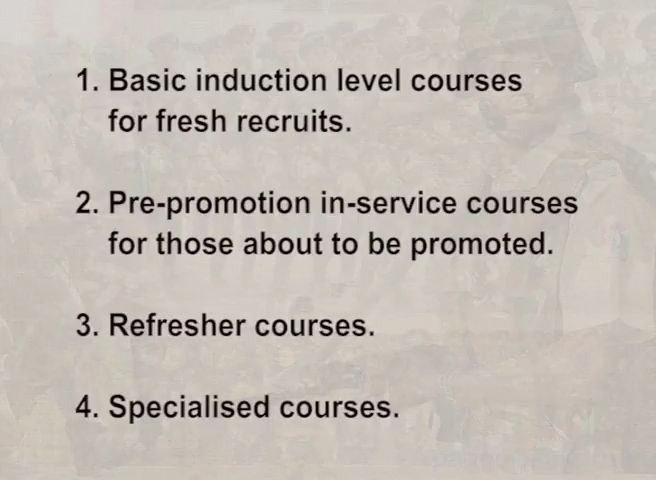 1. Basic induction level courses
for fresh recruits.
2. Pre-promotion in-service courses
for those about to be promoted.
3. Refresher courses.
4. Specialised courses.